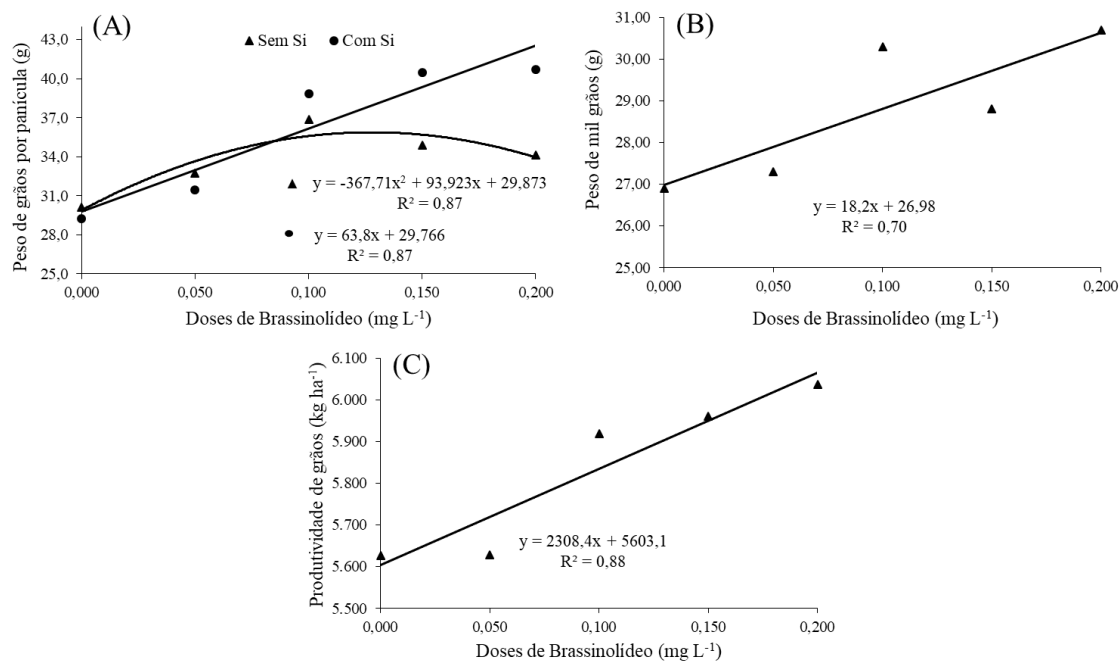 (A)
▲ Sem Si ● Com Si
Peso de grãos por panícula (g)
43,0
40,0
37,0
34,0
31,0
28,0
25,0
y = -367,71x² + 93,923x + 29,873
R² = 0,87
y = 63,8x + 29,766
R² = 0,87
0,000 0,050 0,100 0,150 0,200
Doses de Brassinolídeo (mg L⁻¹)
(B)
Peso de mil grãos (g)
31,00
30,00
29,00
28,00
27,00
26,00
25,00
y = 18,2x + 26,98
R² = 0,70
0,000 0,050 0,100 0,150 0,200
Doses de Brassinolídeo (mg L⁻¹)
(C)
Produtividade de grãos (kg ha⁻¹)
6.100
6.000
5.900
5.800
5.700
5.600
5.500
y = 2308,4x + 5603,1
R² = 0,88
0,000 0,050 0,100 0,150 0,200
Doses de Brassinolídeo (mg L⁻¹)